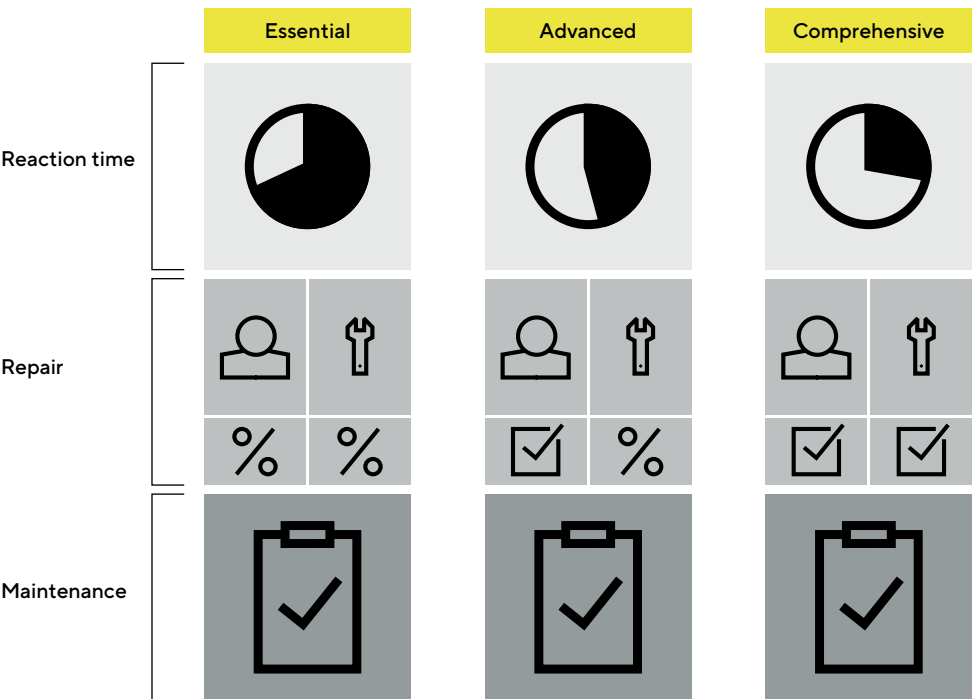 Essential
Advanced
Comprehensive
Reaction time
Repair
%
%
%
Maintenance